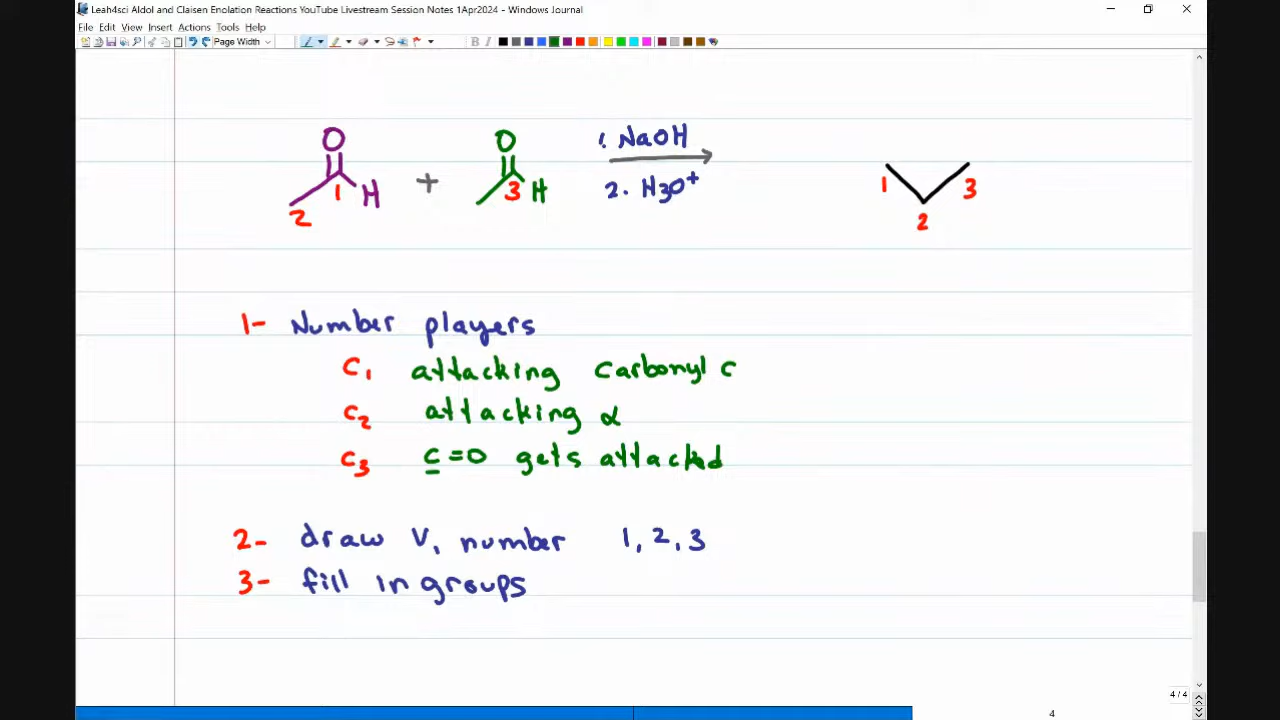 Leah4sci Aldol and Claisen Enolation Reactions YouTube Livestream Session Notes 1Apr2024 - Windows Journal
File Edit View Insert Actions Tools Help
Page Width B I
O O 1. NaOH
1 H + 3 H 2. H3O+ 1 3
2 2
1- Number players
C1 attacking carbonyl c
C2 attacking α
C3 c=O gets attackd
2- draw V, number 1, 2, 3
3- fill in groups
4/4
4